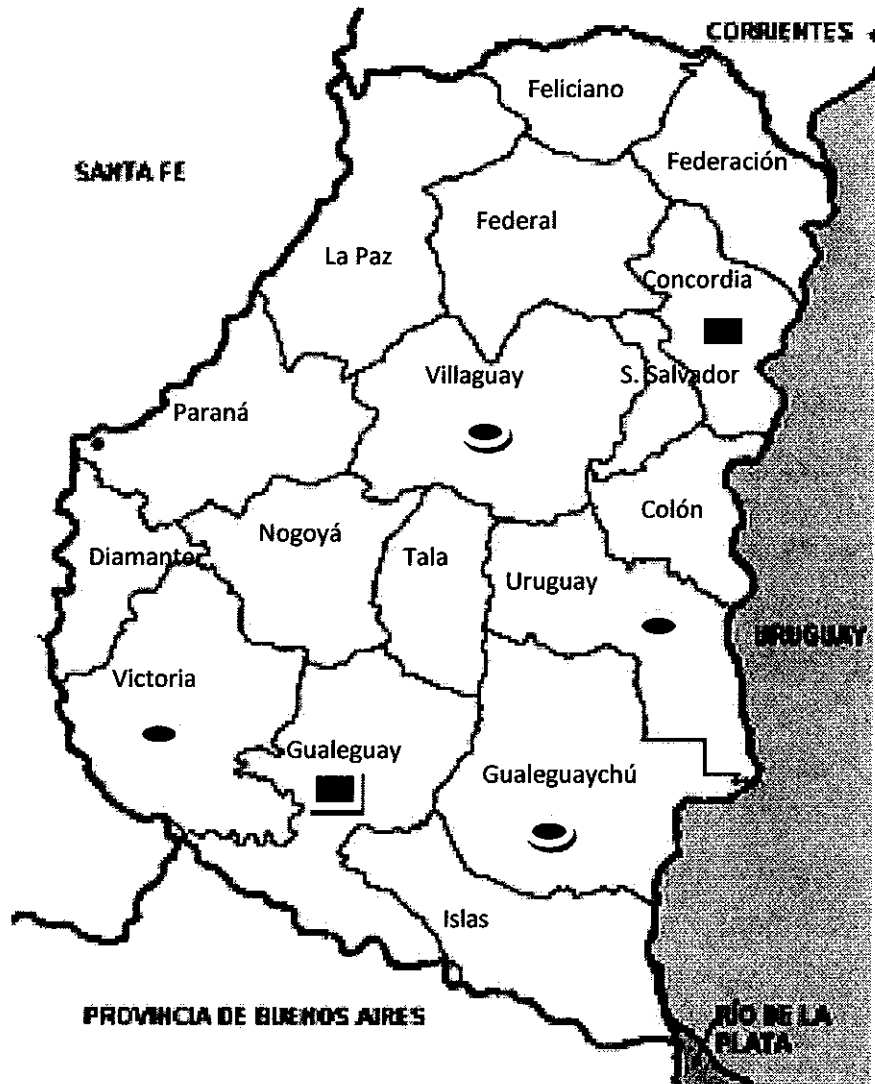 CORRIENTES
Feliciano
SANTA FE
Federación
Federal
La Paz
Concordia
Villaguay
S. Salvador
Paraná
Colón
Nogoyá
Diamante
Tala
Uruguay
URUGUAY
Victoria
Gualeguay
Gualeguaychú
Islas
PROVINCIA DE BUENOS AIRES
RÍO DE LA
PLATA